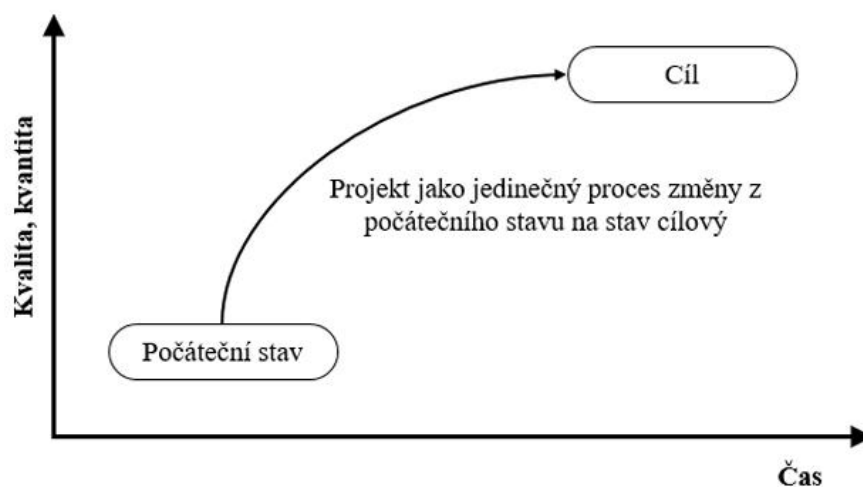 Cíl
Projekt jako jedinečný proces změny z
počátečního stavu na stav cílový
Kvalita, kvantita
Počáteční stav
Čas